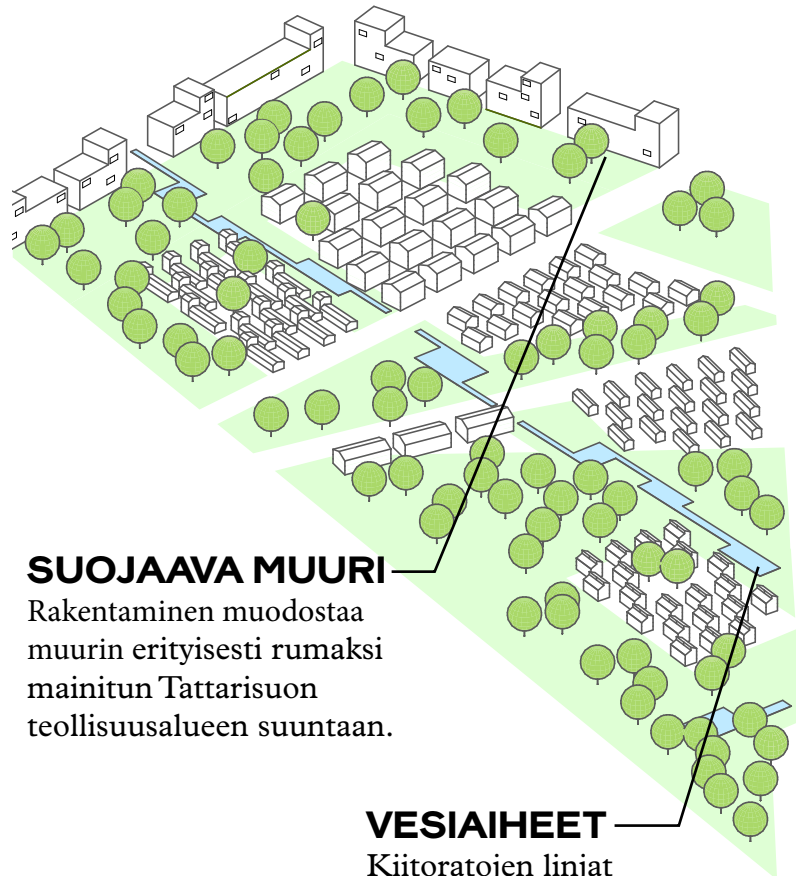 SUOJAAVA MUURI
Rakentaminen muodostaa
muurin erityisesti rumaksi
mainitun Tattarisuon
teollisuusalueen suuntaan.
VESIAIHEET
Kiitoratojen linjat